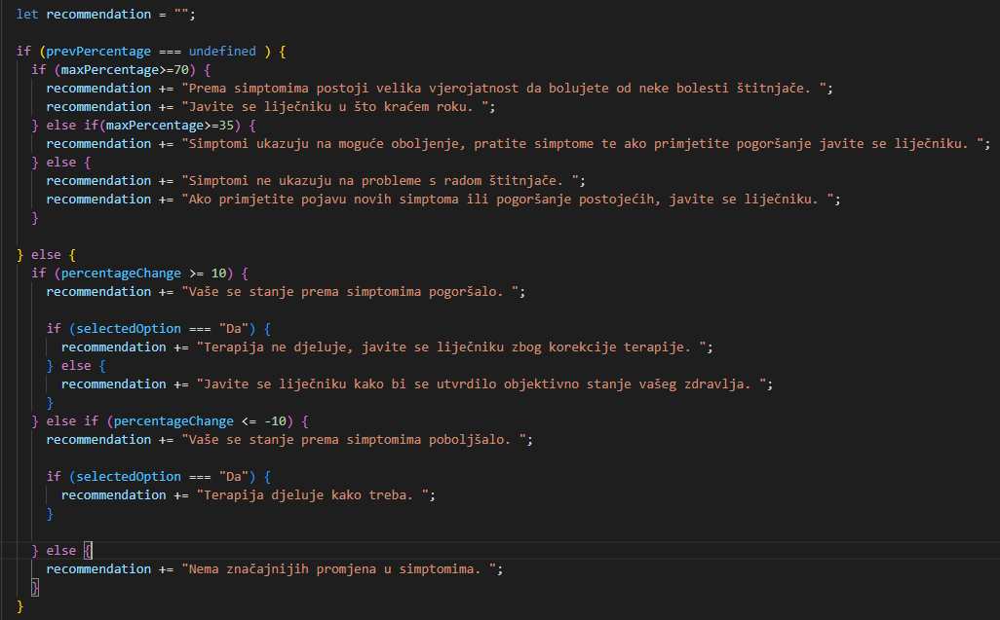 let recommendation = "";
if (prevPercentage === undefined ) {
if (maxPercentage>=70) {
recommendation += "Prema simptomima postoji velika vjerojatnost da bolujete od neke bolesti štitnjače. ";
recommendation += "Javite se liječniku u što kraćem roku. ";
} else if(maxPercentage>=35) {
recommendation += "Simptomi ukazuju na moguće oboljenje, pratite simptome te ako primjetite pogoršanje javite se liječniku. ";
} else {
recommendation += "Simptomi ne ukazuju na probleme s radom štitnjače. ";
recommendation += "Ako primjetite pojavu novih simptoma ili pogoršanje postojećih, javite se liječniku. ";
}
} else {
if (percentageChange >= 10) {
recommendation += "Vaše se stanje prema simptomima pogoršalo. ";
if (selectedOption === "Da") {
recommendation += "Terapija ne djeluje, javite se liječniku zbog korekcije terapije. ";
} else {
recommendation += "Javite se liječniku kako bi se utvrdilo objektivno stanje vašeg zdravlja. ";
}
} else if (percentageChange <= -10) {
recommendation += "Vaše se stanje prema simptomima poboljšalo. ";
if (selectedOption === "Da") {
recommendation += "Terapija djeluje kako treba. ";
}
} else {
recommendation += "Nema značajnijih promjena u simptomima. ";
}
}